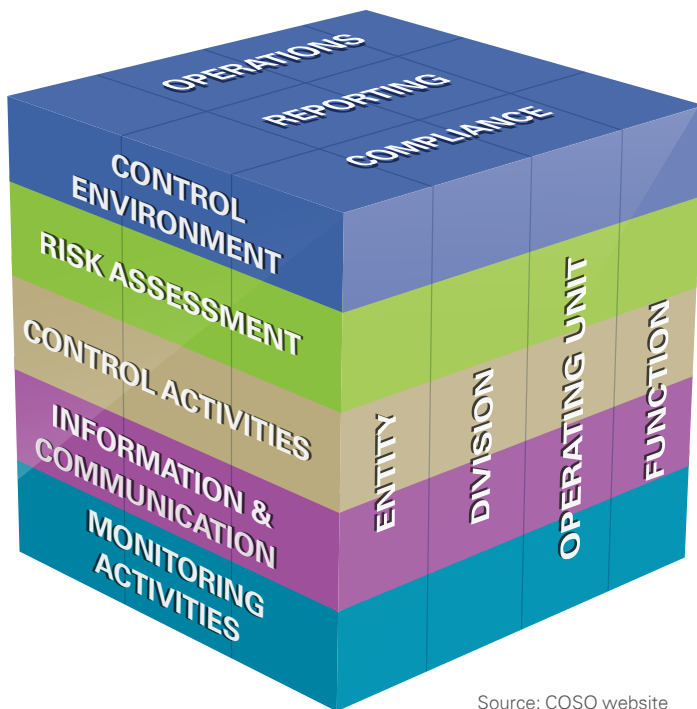 OPERATIONS
REPORTING
COMPLIANCE
CONTROL
ENVIRONMENT
RISK ASSESSMENT
CONTROL ACTIVITIES
INFORMATION &
COMMUNICATION
MONITORING
ACTIVITIES
ENTITY
DIVISION
OPERATING UNIT
FUNCTION
Source: COSO website